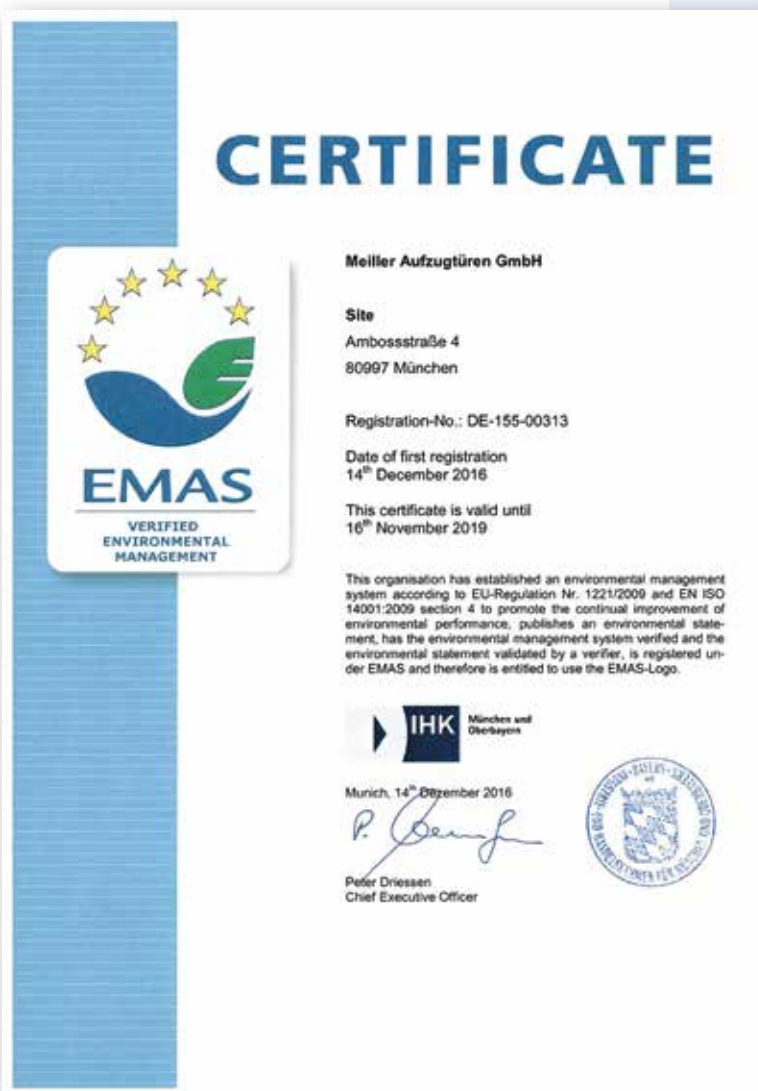 CERTIFICATE
Meiller Aufzugtüren GmbH
Site
Ambossstraße 4
80997 München
Registration-No.: DE-155-00313
Date of first registration
14th December 2016
This certificate is valid until
16th November 2019
This organisation has established an environmental management
system according to EU-Regulation Nr. 1221/2009 and EN ISO
14001:2009 section 4 to promote the continual improvement of
environmental performance, publishes an environmental state-
ment, has the environmental management system verified and the
environmental statement validated by a verifier, is registered un-
der EMAS and therefore is entitled to use the EMAS-Logo.
EMAS
VERIFIED
ENVIRONMENTAL
MANAGEMENT
IHK
München und
Oberbayern
Munich, 14th Dezember 2016
Peter Driessen
Chief Executive Officer